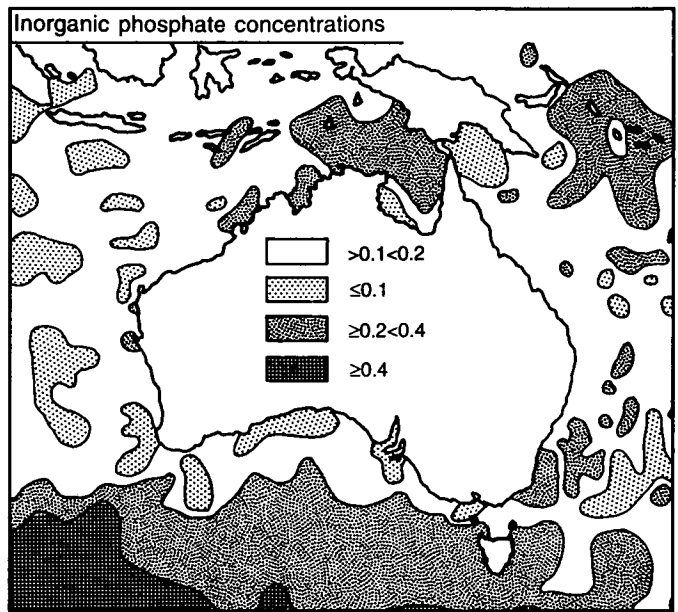 Inorganic phosphate concentrations
>0.1<0.2
≤0.1
≥0.2<0.4
≥0.4